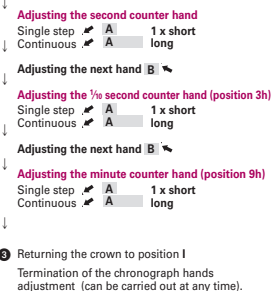 Adjusting the second counter hand
Single step A 1 x short
Continuous A long
Adjusting the next hand B
Adjusting the 1/10 second counter hand (position 3h)
Single step A 1 x short
Continuous A long
Adjusting the next hand B
Adjusting the minute counter hand (position 9h)
Single step A 1 x short
Continuous A long
3 Returning the crown to position I
Termination of the chronograph hands
adjustment (can be carried out at any time).